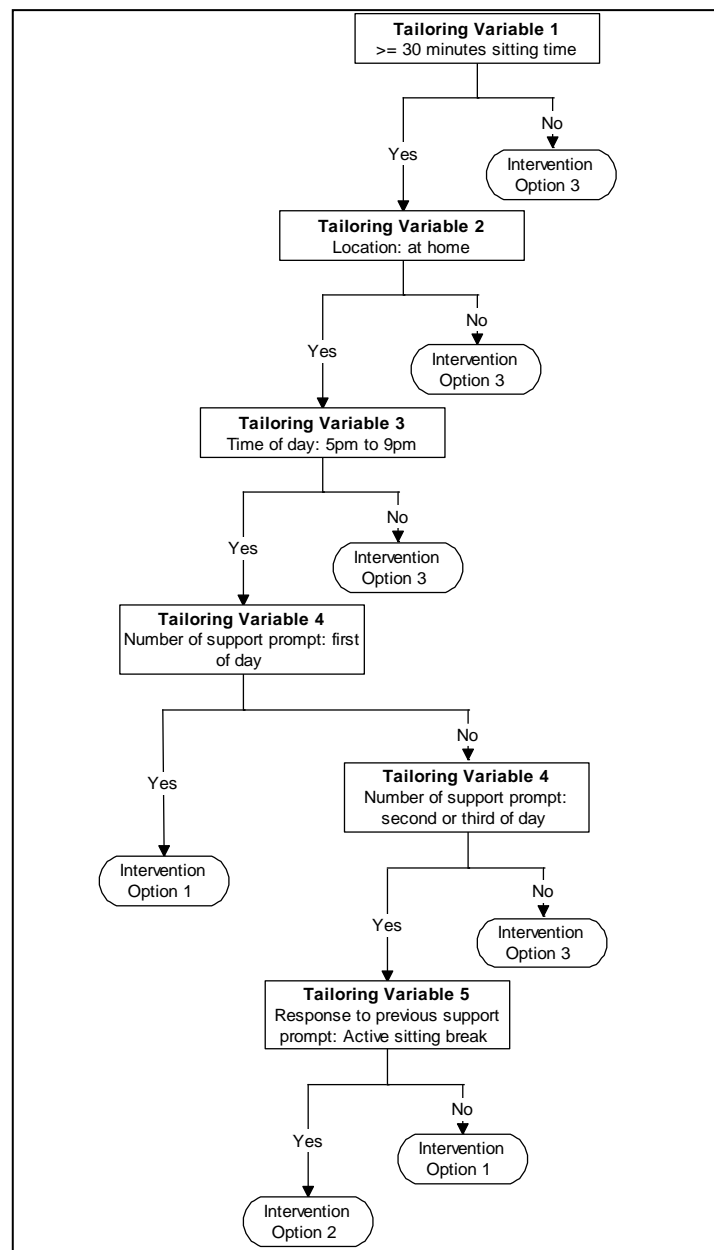 Tailoring Variable 1
>= 30 minutes sitting time
No
Yes
Intervention
Option 3
Tailoring Variable 2
Location: at home
No
Yes
Intervention
Option 3
Tailoring Variable 3
Time of day: 5pm to 9pm
No
Yes
Intervention
Option 3
Tailoring Variable 4
Number of support prompt: first
of day
No
Yes
Tailoring Variable 4
Number of support prompt:
second or third of day
Intervention
Option 1
No
Yes
Intervention
Option 3
Tailoring Variable 5
Response to previous support
prompt: Active sitting break
No
Yes
Intervention
Option 1
Intervention
Option 2